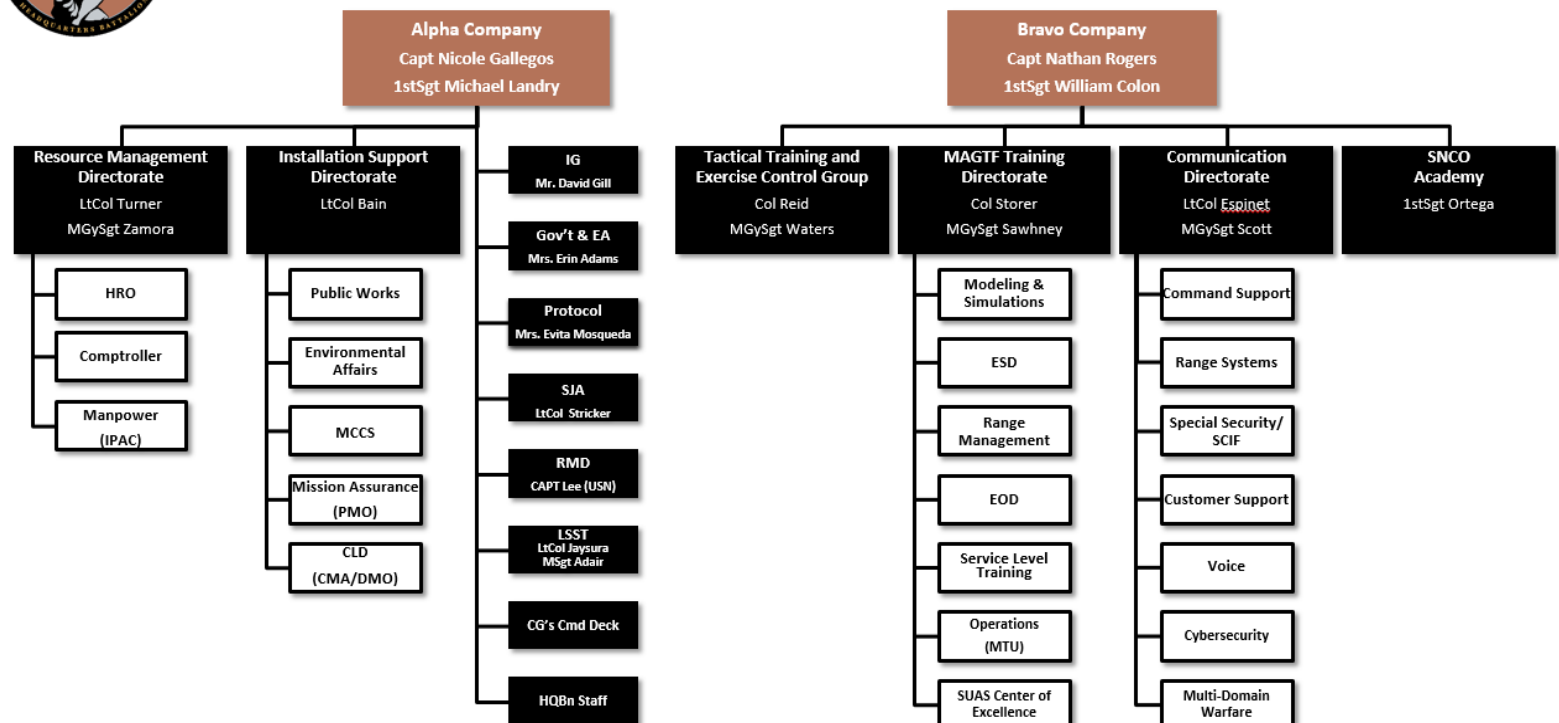 HEADQUARTERS BATTALION
Alpha Company
Capt Nicole Gallegos
1stSgt Michael Landry
Resource Management
Directorate
LtCol Turner
MGySgt Zamora
HRO
Comptroller
Manpower
(IPAC)
Installation Support
Directorate
LtCol Bain
Public Works
Environmental
Affairs
MCCS
Mission Assurance
(PMO)
CLD
(CMA/DMO)
IG
Mr. David Gill
Gov't & EA
Mrs. Erin Adams
Protocol
Mrs. Evita Mosqueda
SJA
LtCol Stricker
RMD
CAPT Lee (USN)
LSST
LtCol Jaysura
MSgt Adair
CG's Cmd Deck
HQBn Staff
Bravo Company
Capt Nathan Rogers
1stSgt William Colon
Tactical Training and
Exercise Control Group
Col Reid
MGySgt Waters
MAGTF Training
Directorate
Col Storer
MGySgt Sawhney
Modeling &
Simulations
ESD
Range
Management
EOD
Service Level
Training
Operations
(MTU)
SUAS Center of
Excellence
Communication
Directorate
LtCol Espinet
MGySgt Scott
Command Support
Range Systems
Special Security/
SCIF
Customer Support
Voice
Cybersecurity
Multi-Domain
Warfare
SNCO
Academy
1stSgt Ortega